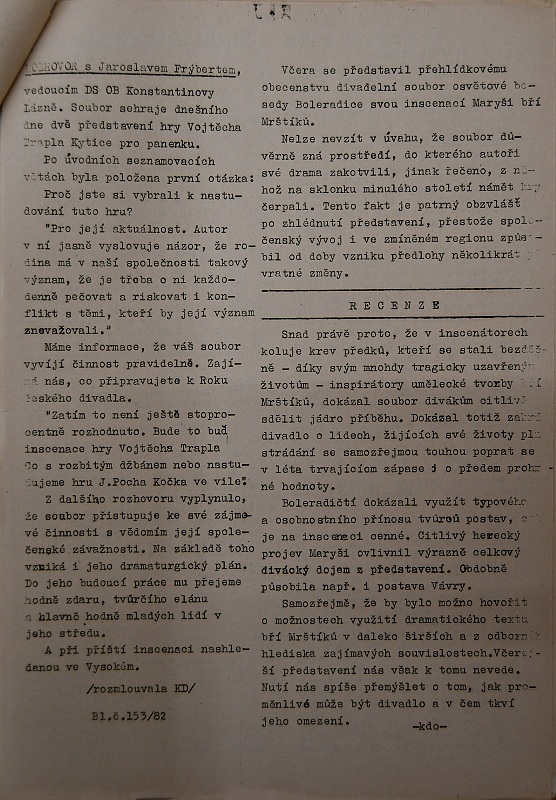 ROZHOVOR s Jaroslavem Frýbertem,
vedoucím DS OB Konstantinovy
Lázně. Soubor sehraje dnešního
dne dvě představení hry Vojtěcha
Trapla Kytice pro panenku.
Po úvodních seznamovacích
větách byla položena první otázka:
Proč jste si vybrali k nastu-
dování tuto hru?
"Pro její aktuálnost. Autor
v ní jasně vyslovuje názor, že ro-
dina má v naší společnosti takový
význam, že je třeba o ni každo-
denně pečovat a riskovat i kon-
flikt s těmi, kteří by její význam
znevažovali."
Máme informace, že váš soubor
vyvíjí činnost pravidelně. Zají-
má nás, co připravujete k Roku
českého divadla.
"Zatím to není ještě stopro-
centně rozhodnuto. Bude to buď
inscenace hry Vojtěcha Trapla
Co s rozbitým džbánem nebo nastu-
dujeme hru J.Pocha Kočka ve vile".
Z dalšího rozhovoru vyplynulo,
že soubor přistupuje ke své zájmo-
vé činnosti s vědomím její spole-
čenské závažnosti. Na základě toho
vzniká i jeho dramaturgický plán.
Do jeho budoucí práce mu přejeme
hodně zdaru, tvůrčího elánu
a hlavně hodně mladých lidí v
jeho středu.
A při příští inscenaci nashle-
danou ve Vysokém.
/rozmlouvala KD/
Bl.č.153/82
Včera se představil přehlídkovému
obecenstvu divadelní soubor osvětové be-
sedy Boleradice svou inscenací Maryši bří
Mrštíků.
Nelze nevzít v úvahu, že soubor dů-
věrně zná prostředí, do kterého autoři
své drama zakotvili, jinak řečeno, z ně-
hož na sklonku minulého století námět hry
čerpali. Tento fakt je patrný obzvlášť
po zhlédnutí představení, přestože spole-
čenský vývoj i ve zmíněném regionu způso-
bil od doby vzniku předlohy několikrát
vratné změny.
RECENZE
Snad právě proto, že v inscenátorech
koluje krev předků, kteří se stali bezděč-
ně - díky svým mnohdy tragicky uzavřeným
životům - inspirátory umělecké tvorby bří
Mrštíků, dokázal soubor divákům citlivě
sdělit jádro příběhu. Dokázal totiž zahrát
divadlo o lidech, žijících své životy
strádání se samozřejmou touhou poprat se
v léta trvajícícom zápase o předem prohra-
né hodnoty.
Boleradičtí dokázali využít typového
a osobnostního přínosu tvůrců postav,
je na inscenaci cenné. Citlivý herecký
projev Maryši ovlivnil výrazně celkový
divácký dojem z představení. Obdobně
působila např. i postava Vávry.
Samozřejmě, že by bylo možno hovořit
o možnostech využití dramatického textu
bří Mrštíků v daleko širších a z odborného
hlediska zajímavých souvislostech.Včerej-
ší představení nás však k tomu nevede.
Nutí nás spíše přemýšlet o tom, jak pro-
měnlivé může být divadlo a v čem tkví
jeho omezení.
-kdo-